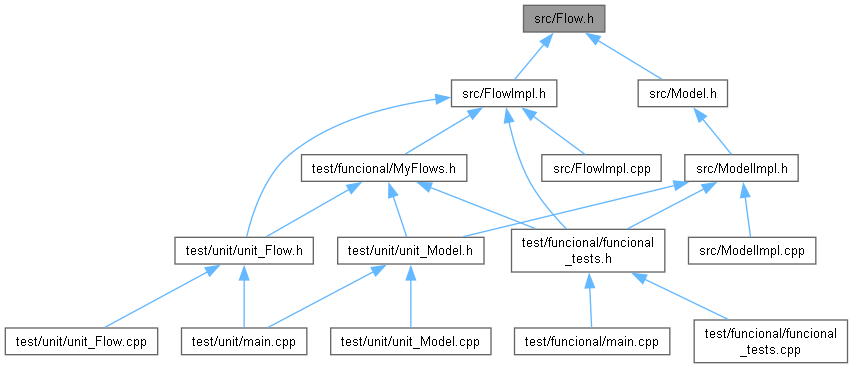 src/Flow.h
src/FlowImpl.h
src/Model.h
test/funcional/MyFlows.h
src/FlowImpl.cpp
src/ModelImpl.h
test/unit/unit_Flow.h
test/unit/unit_Model.h
test/funcional/funcional
_tests.h
src/ModelImpl.cpp
test/unit/unit_Flow.cpp
test/unit/main.cpp
test/unit/unit_Model.cpp
test/funcional/main.cpp
test/funcional/funcional
_tests.cpp